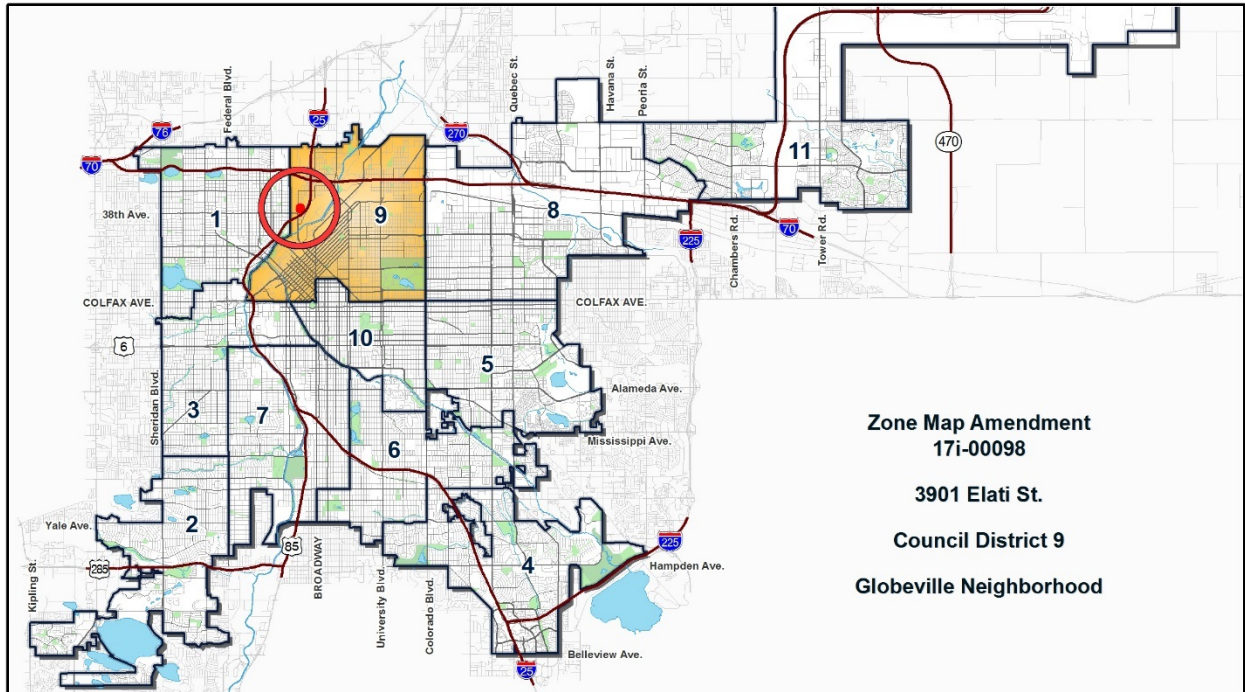 Federal Blvd.
Quebec St.
Havana St.
Peoria St.
76
25
270
470
70
11
38th Ave.
1
9
8
225
Chambers Rd.
70
Tower Rd.
COLFAX AVE.
COLFAX AVE.
6
10
5
Sheridan Blvd.
Alameda Ave.
3
7
Mississippi Ave.
6
Zone Map Amendment
17i-00098
3901 Elati St.
Council District 9
Globeville Neighborhood
Yale Ave.
2
85
BROADWAY
225
Hampden Ave.
285
4
Kipling St.
University Blvd.
Colorado Blvd.
Belleview Ave.
25